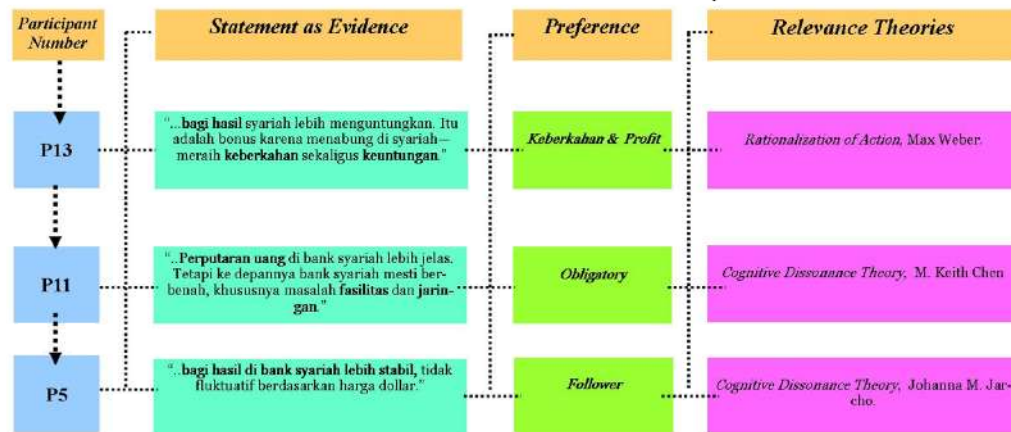 Participant Number
Statement as Evidence
Preference
Relevance Theories
P13
"...bagi hasil syariah lebih menguntungkan. Itu
adalah bonus karena menabung di syariah—
meraih keberkahan sekaligus keuntungan."
Keberkahan & Profit
Rationalization of Action, Max Weber.
P11
"..Perputaran uang di bank syariah lebih jelas.
Tetapi ke depannya bank syariah mesti ber-
benah, khususnya masalah fasilitas dan jarin-
gan."
Obligatory
Cognitive Dissonance Theory, M. Keith Chen
P5
"..bagi hasil di bank syariah lebih stabil, tidak
fluktuatif berdasarkan harga dollar."
Follower
Cognitive Dissonance Theory, Johanna M. Jar-
cho.